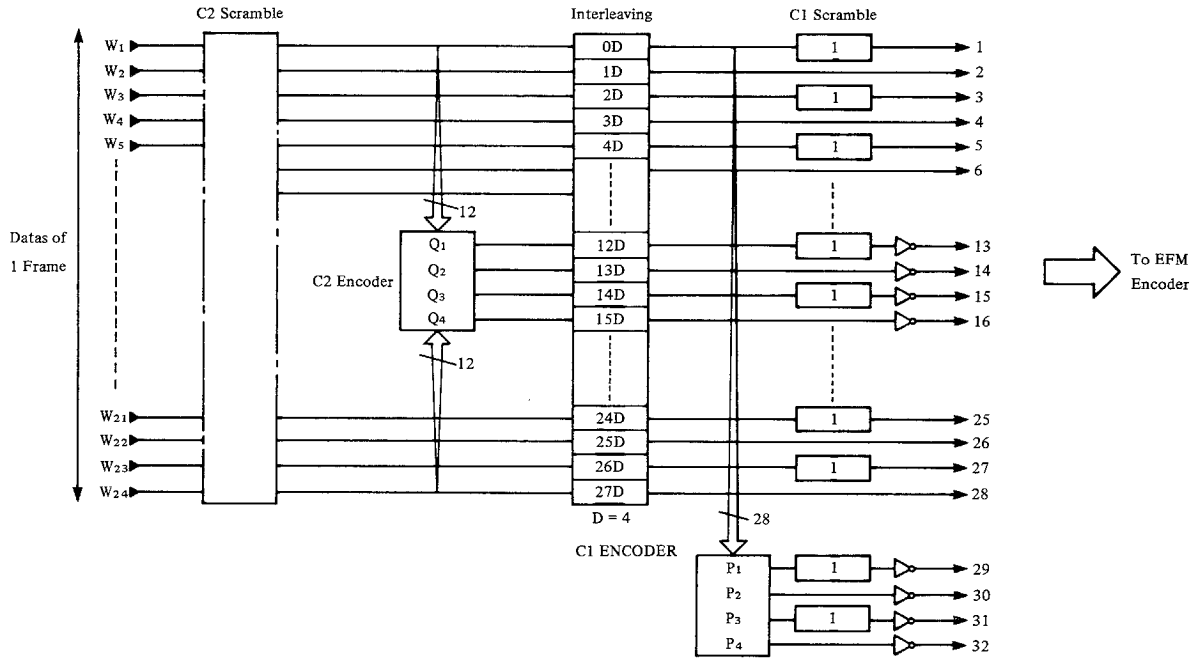 C2 Scramble Interleaving C1 Scramble
W1 0D 1 1
W2 1D 2
W3 2D 1 3
W4 3D 4
W5 4D 1 5
6
12
Datas of
1 Frame
C2 Encoder
Q1 12D 1 13
Q2 13D 14
Q3 14D 1 15
Q4 15D 16
To EFM
Encoder
12
W21 24D 1 25
W22 25D 26
W23 26D 1 27
W24 27D 28
D = 4
28
C1 ENCODER
P1 1 29
P2 30
P3 1 31
P4 32